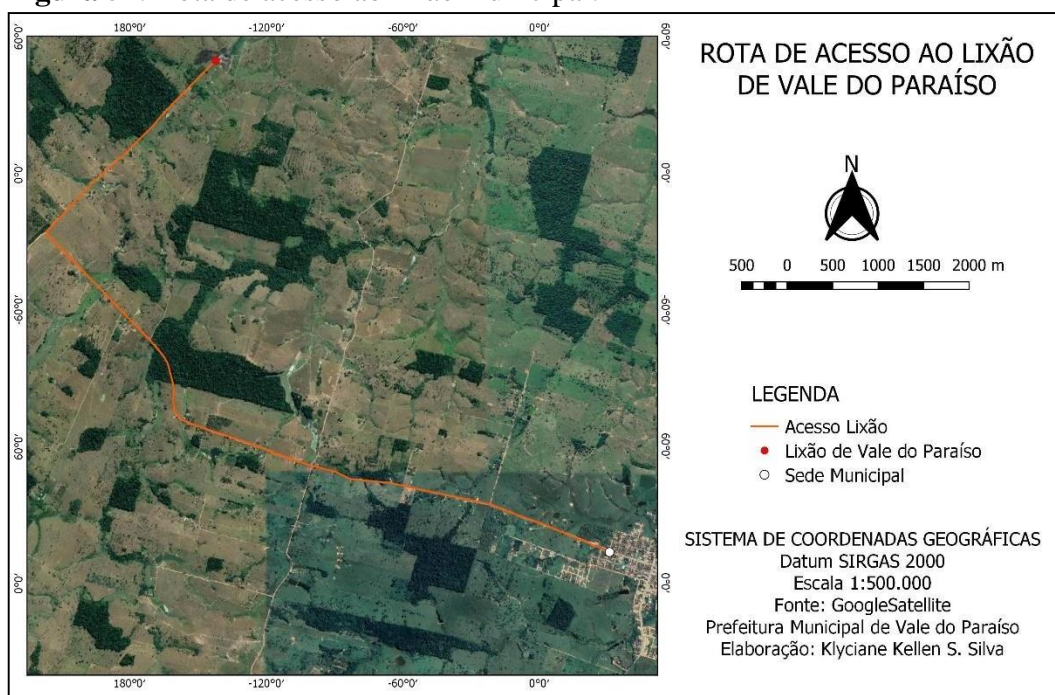 180°0' -120°0' -60°0' 0°0'
60°0' 60°0'
0°0' 0°0'
-60°0' -60°0'
60°0' 60°0'
0°0' 0°0'
180°0' -120°0' -60°0' 0°0'
ROTA DE ACESSO AO LIXÃO
DE VALE DO PARAÍSO
N
500 0 500 1000 1500 2000 m
LEGENDA
Acesso Lixão
Lixão de Vale do Paraíso
Sede Municipal
SISTEMA DE COORDENADAS GEOGRÁFICAS
Datum SIRGAS 2000
Escala 1:500.000
Fonte: GoogleSatellite
Prefeitura Municipal de Vale do Paraíso
Elaboração: Klyciane Kellen S. Silva